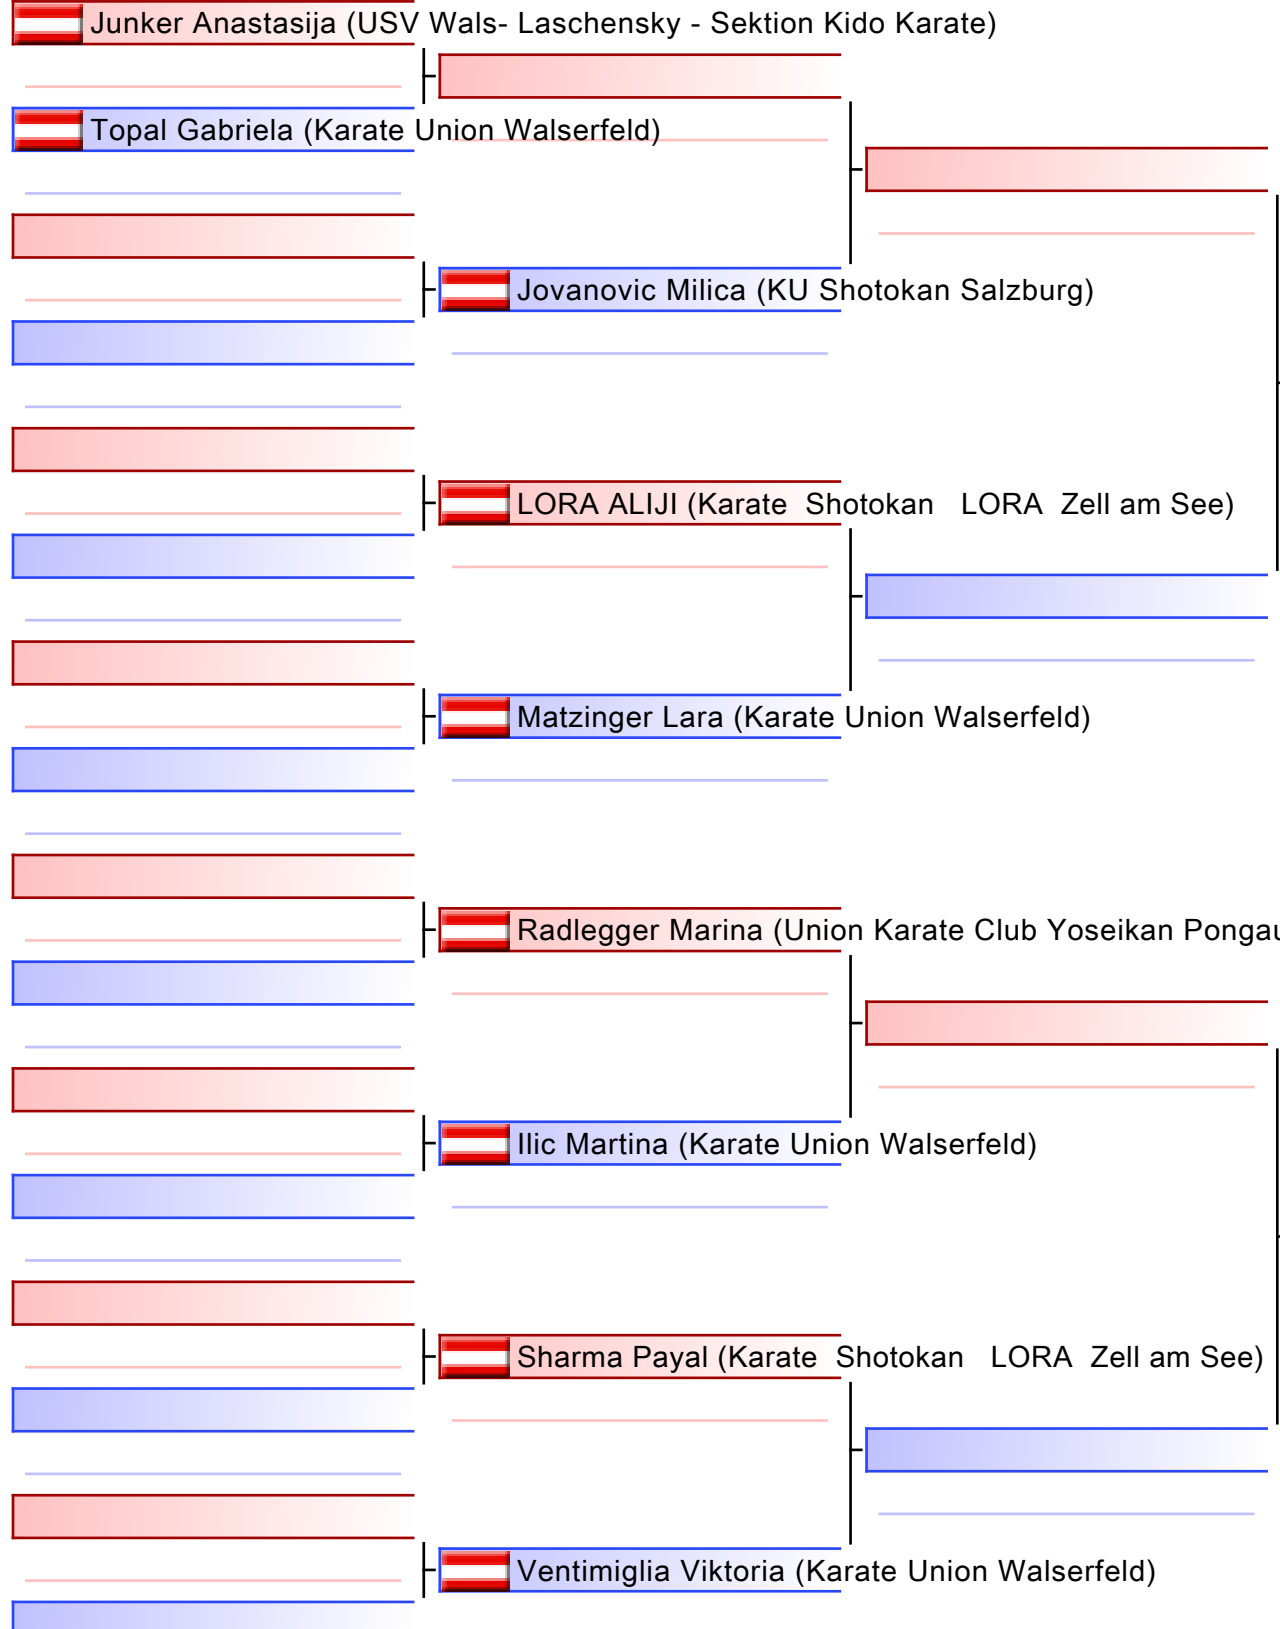 Junker Anastasija (USV Wals- Laschensky - Sektion Kido Karate)
Topal Gabriela (Karate Union Walserfeld)
Jovanovic Milica (KU Shotokan Salzburg)
LORA ALIJI (Karate  Shotokan   LORA  Zell am See)
Matzinger Lara (Karate Union Walserfeld)
Radlegger Marina (Union Karate Club Yoseikan Pongau
Ilic Martina (Karate Union Walserfeld)
Sharma Payal (Karate  Shotokan   LORA  Zell am See)
Ventimiglia Viktoria (Karate Union Walserfeld)